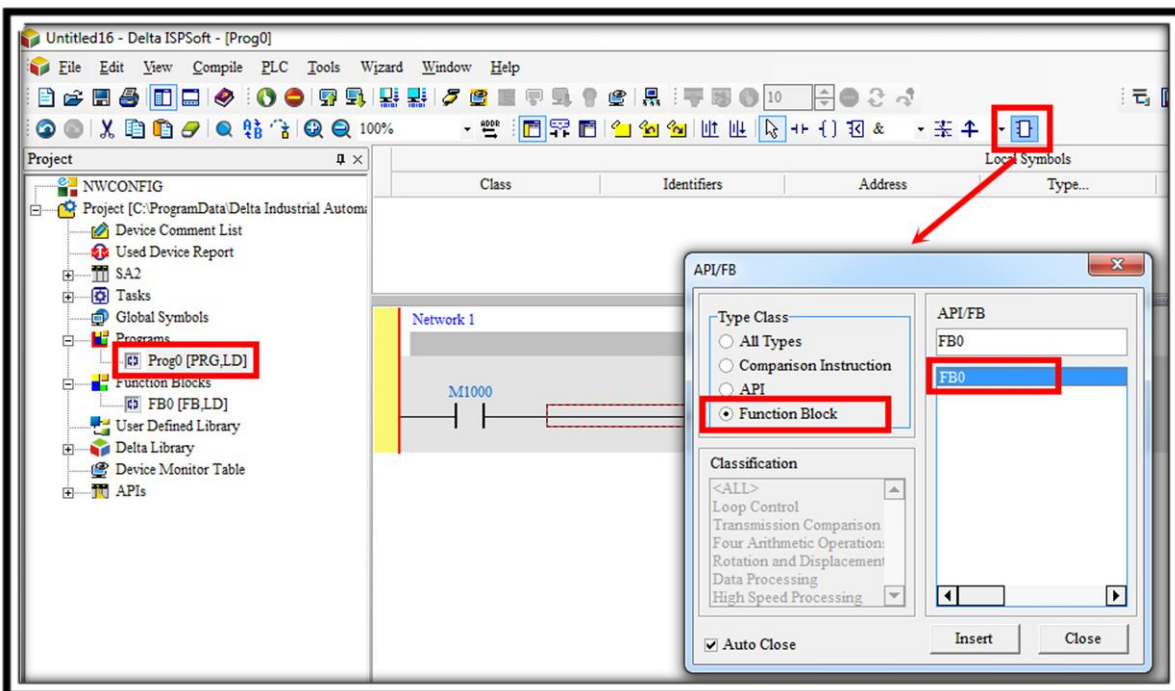 Untitled16 - Delta ISPSoft - [Prog0]
File Edit View Compile PLC Tools Wizard Window Help
10
100%
ADDR
&
Project
NWCONFIG
Project [C:\ProgramData\Delta Industrial Automa
Device Comment List
Used Device Report
SA2
Tasks
Global Symbols
Programs
Prog0 [PRG,LD]
Function Blocks
FB0 [FB,LD]
User Defined Library
Delta Library
Device Monitor Table
APIs
Local Symbols
Class Identifiers Address Type...
Network 1
M1000
API/FB
Type Class
All Types
Comparison Instruction
API
Function Block
Classification
<ALL>
Loop Control
Transmission Comparison
Four Arithmetic Operation
Rotation and Displacement
Data Processing
High Speed Processing
Auto Close
API/FB
FB0
FB0
Insert Close